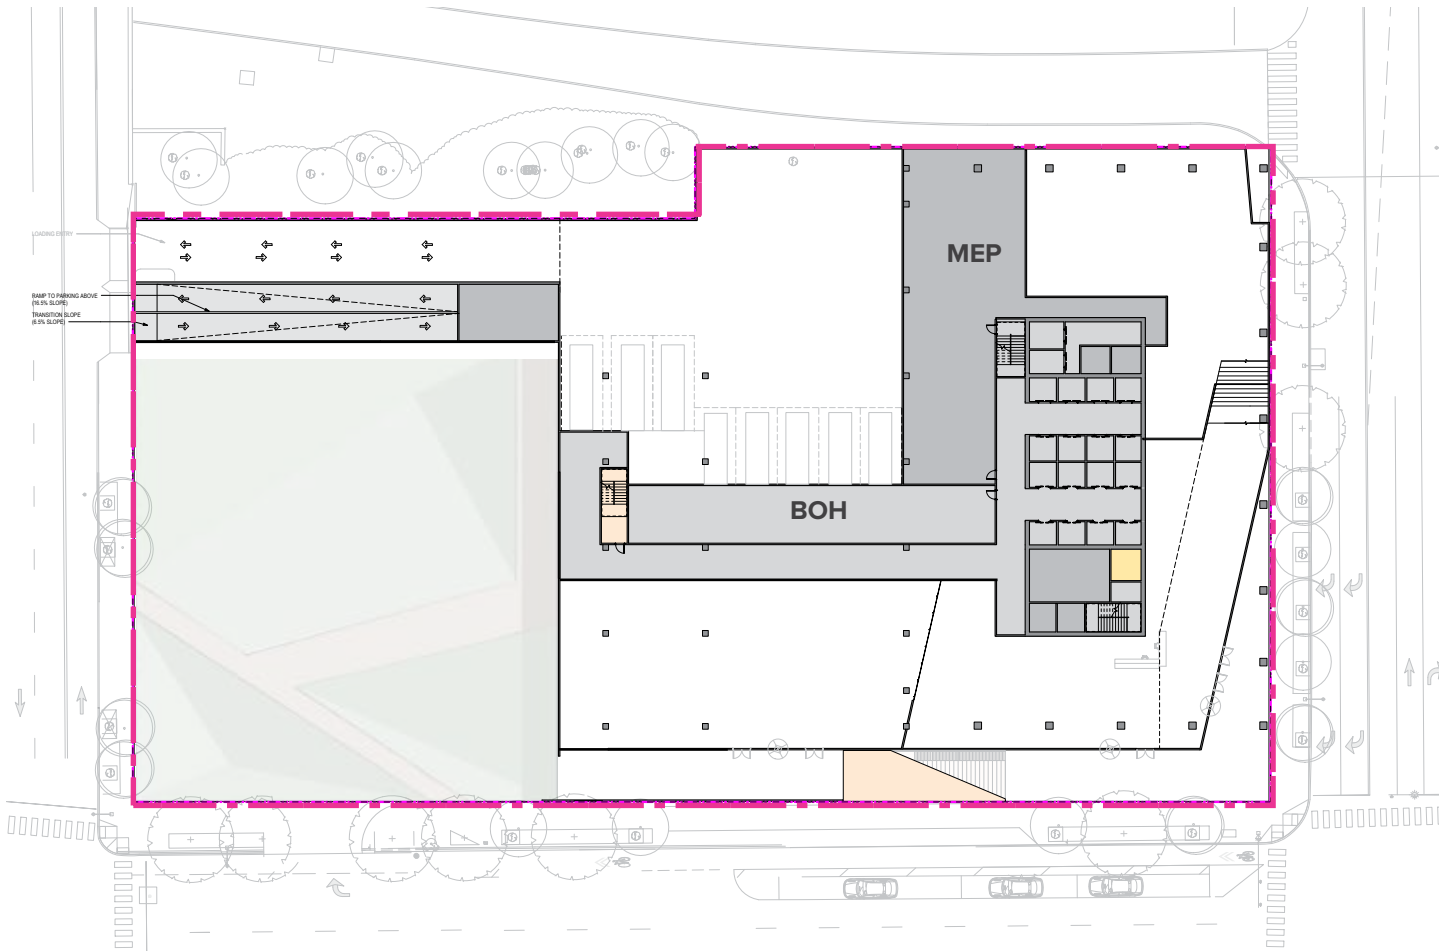 MEP
LOADING ENTRY
RAMP TO PARKING ABOVE
(16.5% SLOPE)
TRANSITION SLOPE
(6.5% SLOPE)
BOH